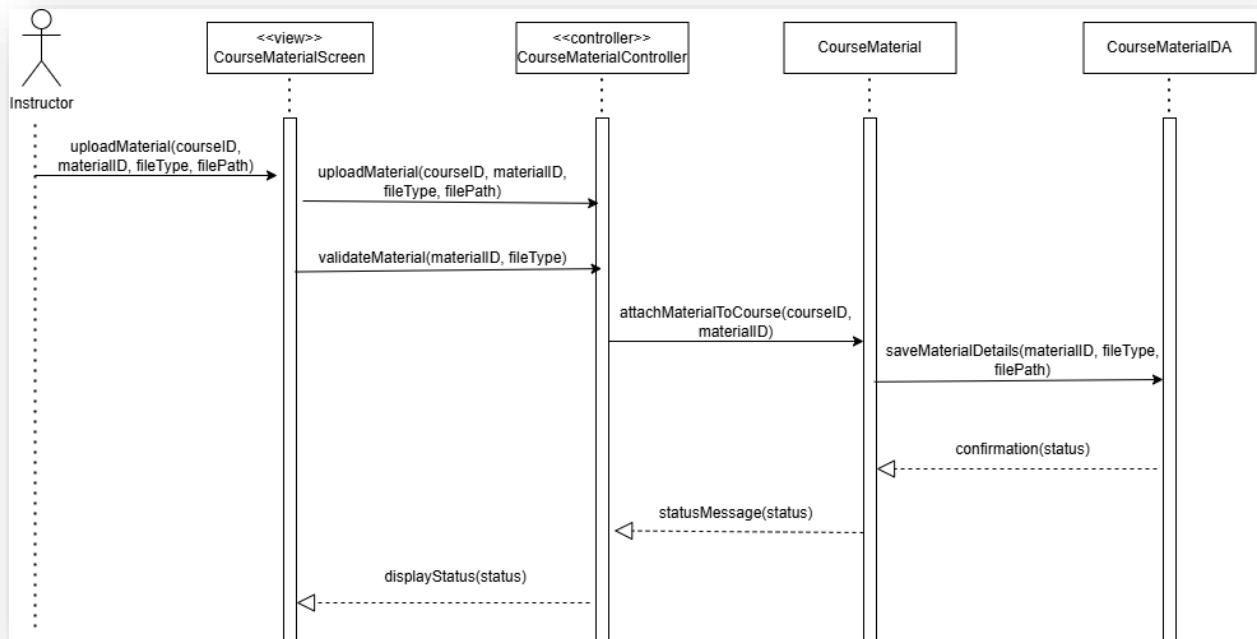 <<view>>
CourseMaterialScreen
<<controller>>
CourseMaterialController
CourseMaterial
CourseMaterialDA
Instructor
uploadMaterial(courseID,
materialID, fileType, filePath)
uploadMaterial(courseID, materialID,
fileType, filePath)
validateMaterial(materialID, fileType)
attachMaterialToCourse(courseID,
materialID)
saveMaterialDetails(materialID, fileType,
filePath)
confirmation(status)
statusMessage(status)
displayStatus(status)